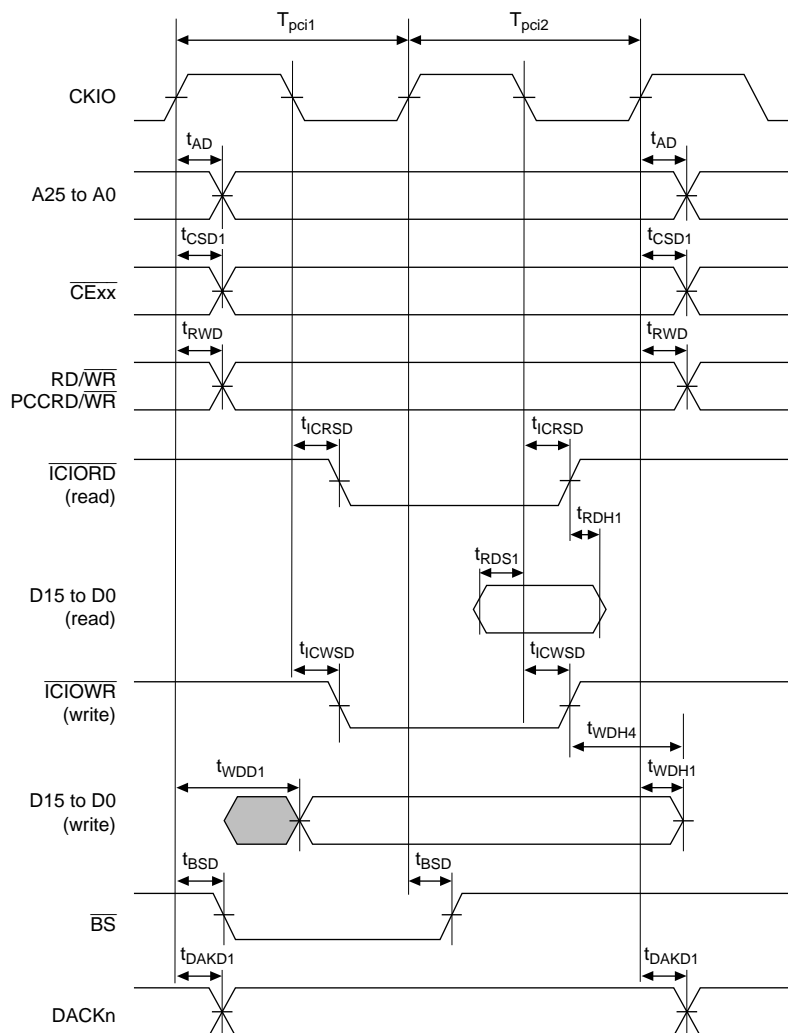 Tpci1 Tpci2
CKIO
tAD tAD
A25 to A0
tCSD1 tCSD1
CExx
tRWD tRWD
RD/WR
PCCRD/WR
tICRSD tICRSD
ICIORD
(read)
tRDH1
tRDS1
D15 to D0
(read)
tICWSD tICWSD
ICIOWR
(write)
tWDH4
tWDD1 tWDH1
D15 to D0
(write)
tBSD tBSD
BS
tDAKD1 tDAKD1
DACKn